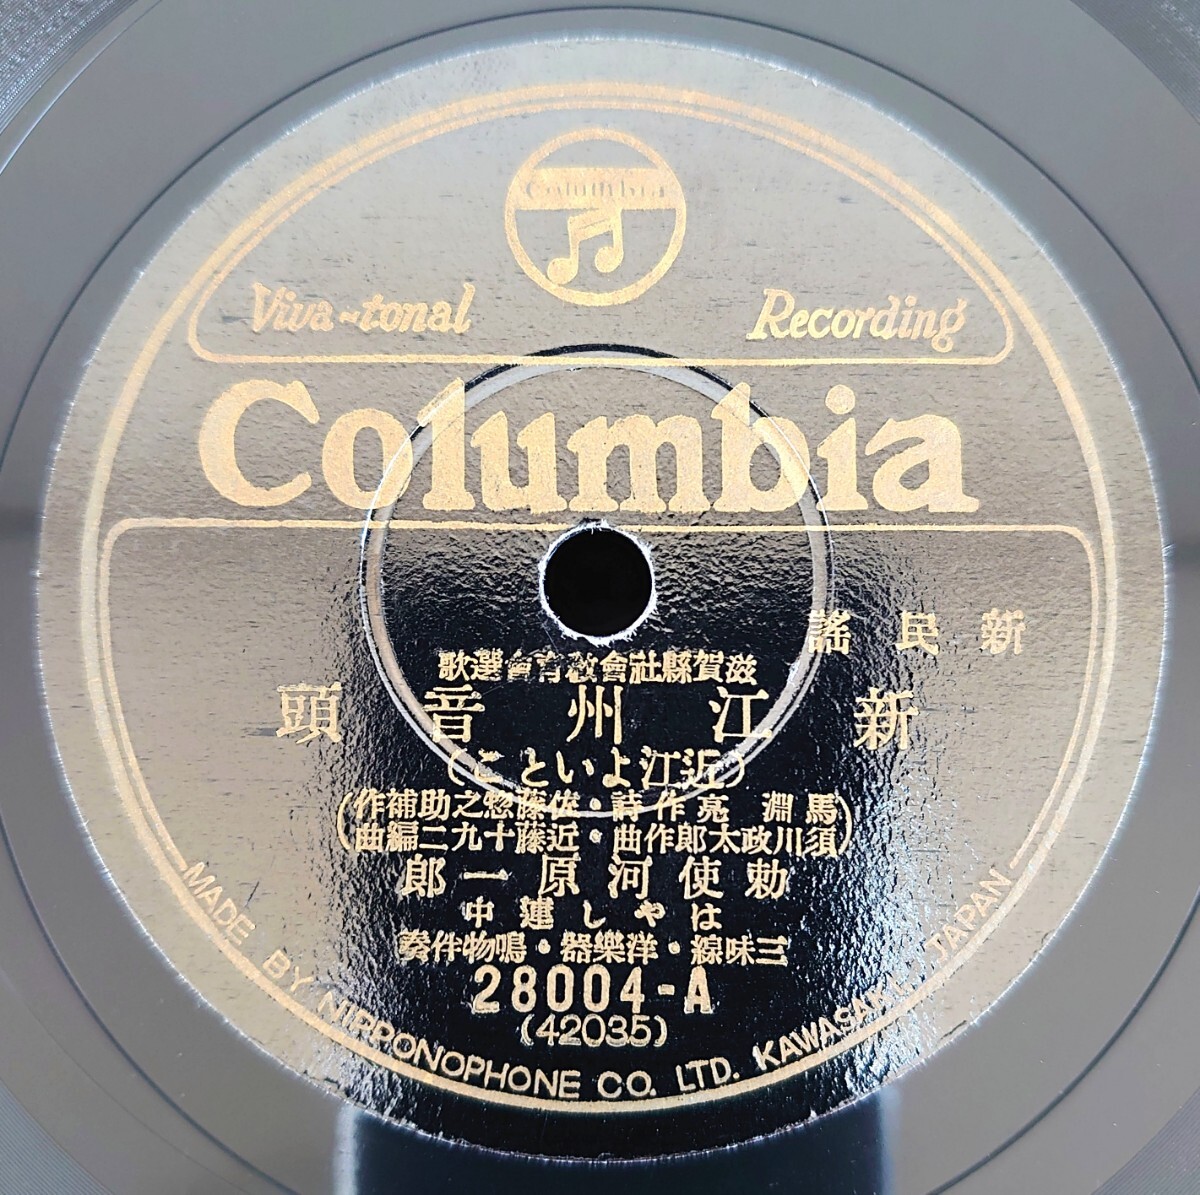 Columbia
Viva-tonal Recording
Columbia
新民謠
滋賀縣社會教育會選歌
新江州音頭
(近江よいとこ)
(馬淵亮作詩・佐藤惣之助補作)
(須川政太郎作曲・近藤十九二編曲)
勅使河原一郎
はやし連中
三味線・洋樂器・鳴物伴奏
28004-A
(42035)
MADE BY NIPPONOPHONE CO. LTD. KAWASAKI, JAPAN